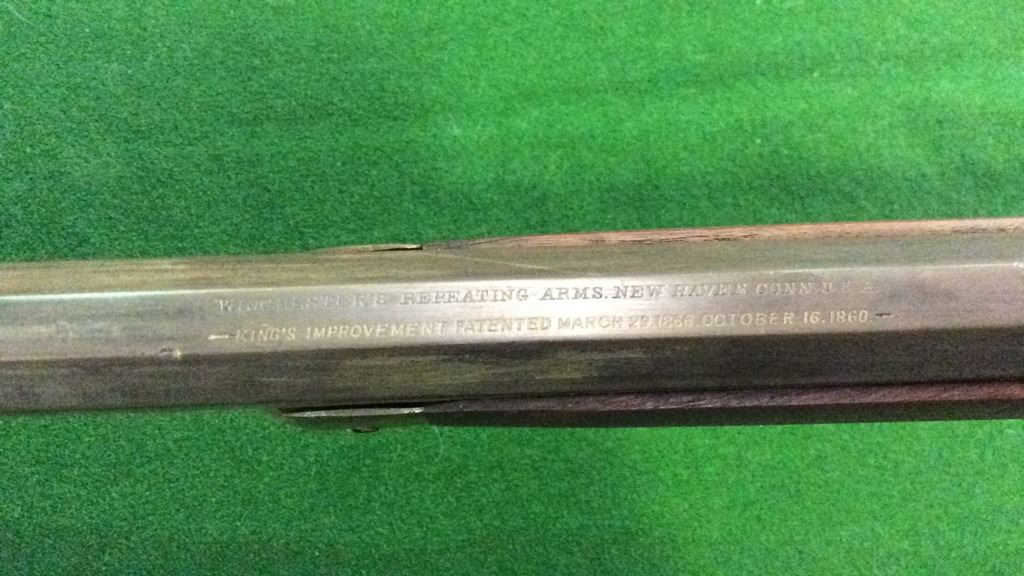 WINCHESTER'S REPEATING ARMS. NEW HAVEN CONN. U.S.A
— KING'S IMPROVEMENT PATENTED MARCH 29.1866. OCTOBER 16.1860 —